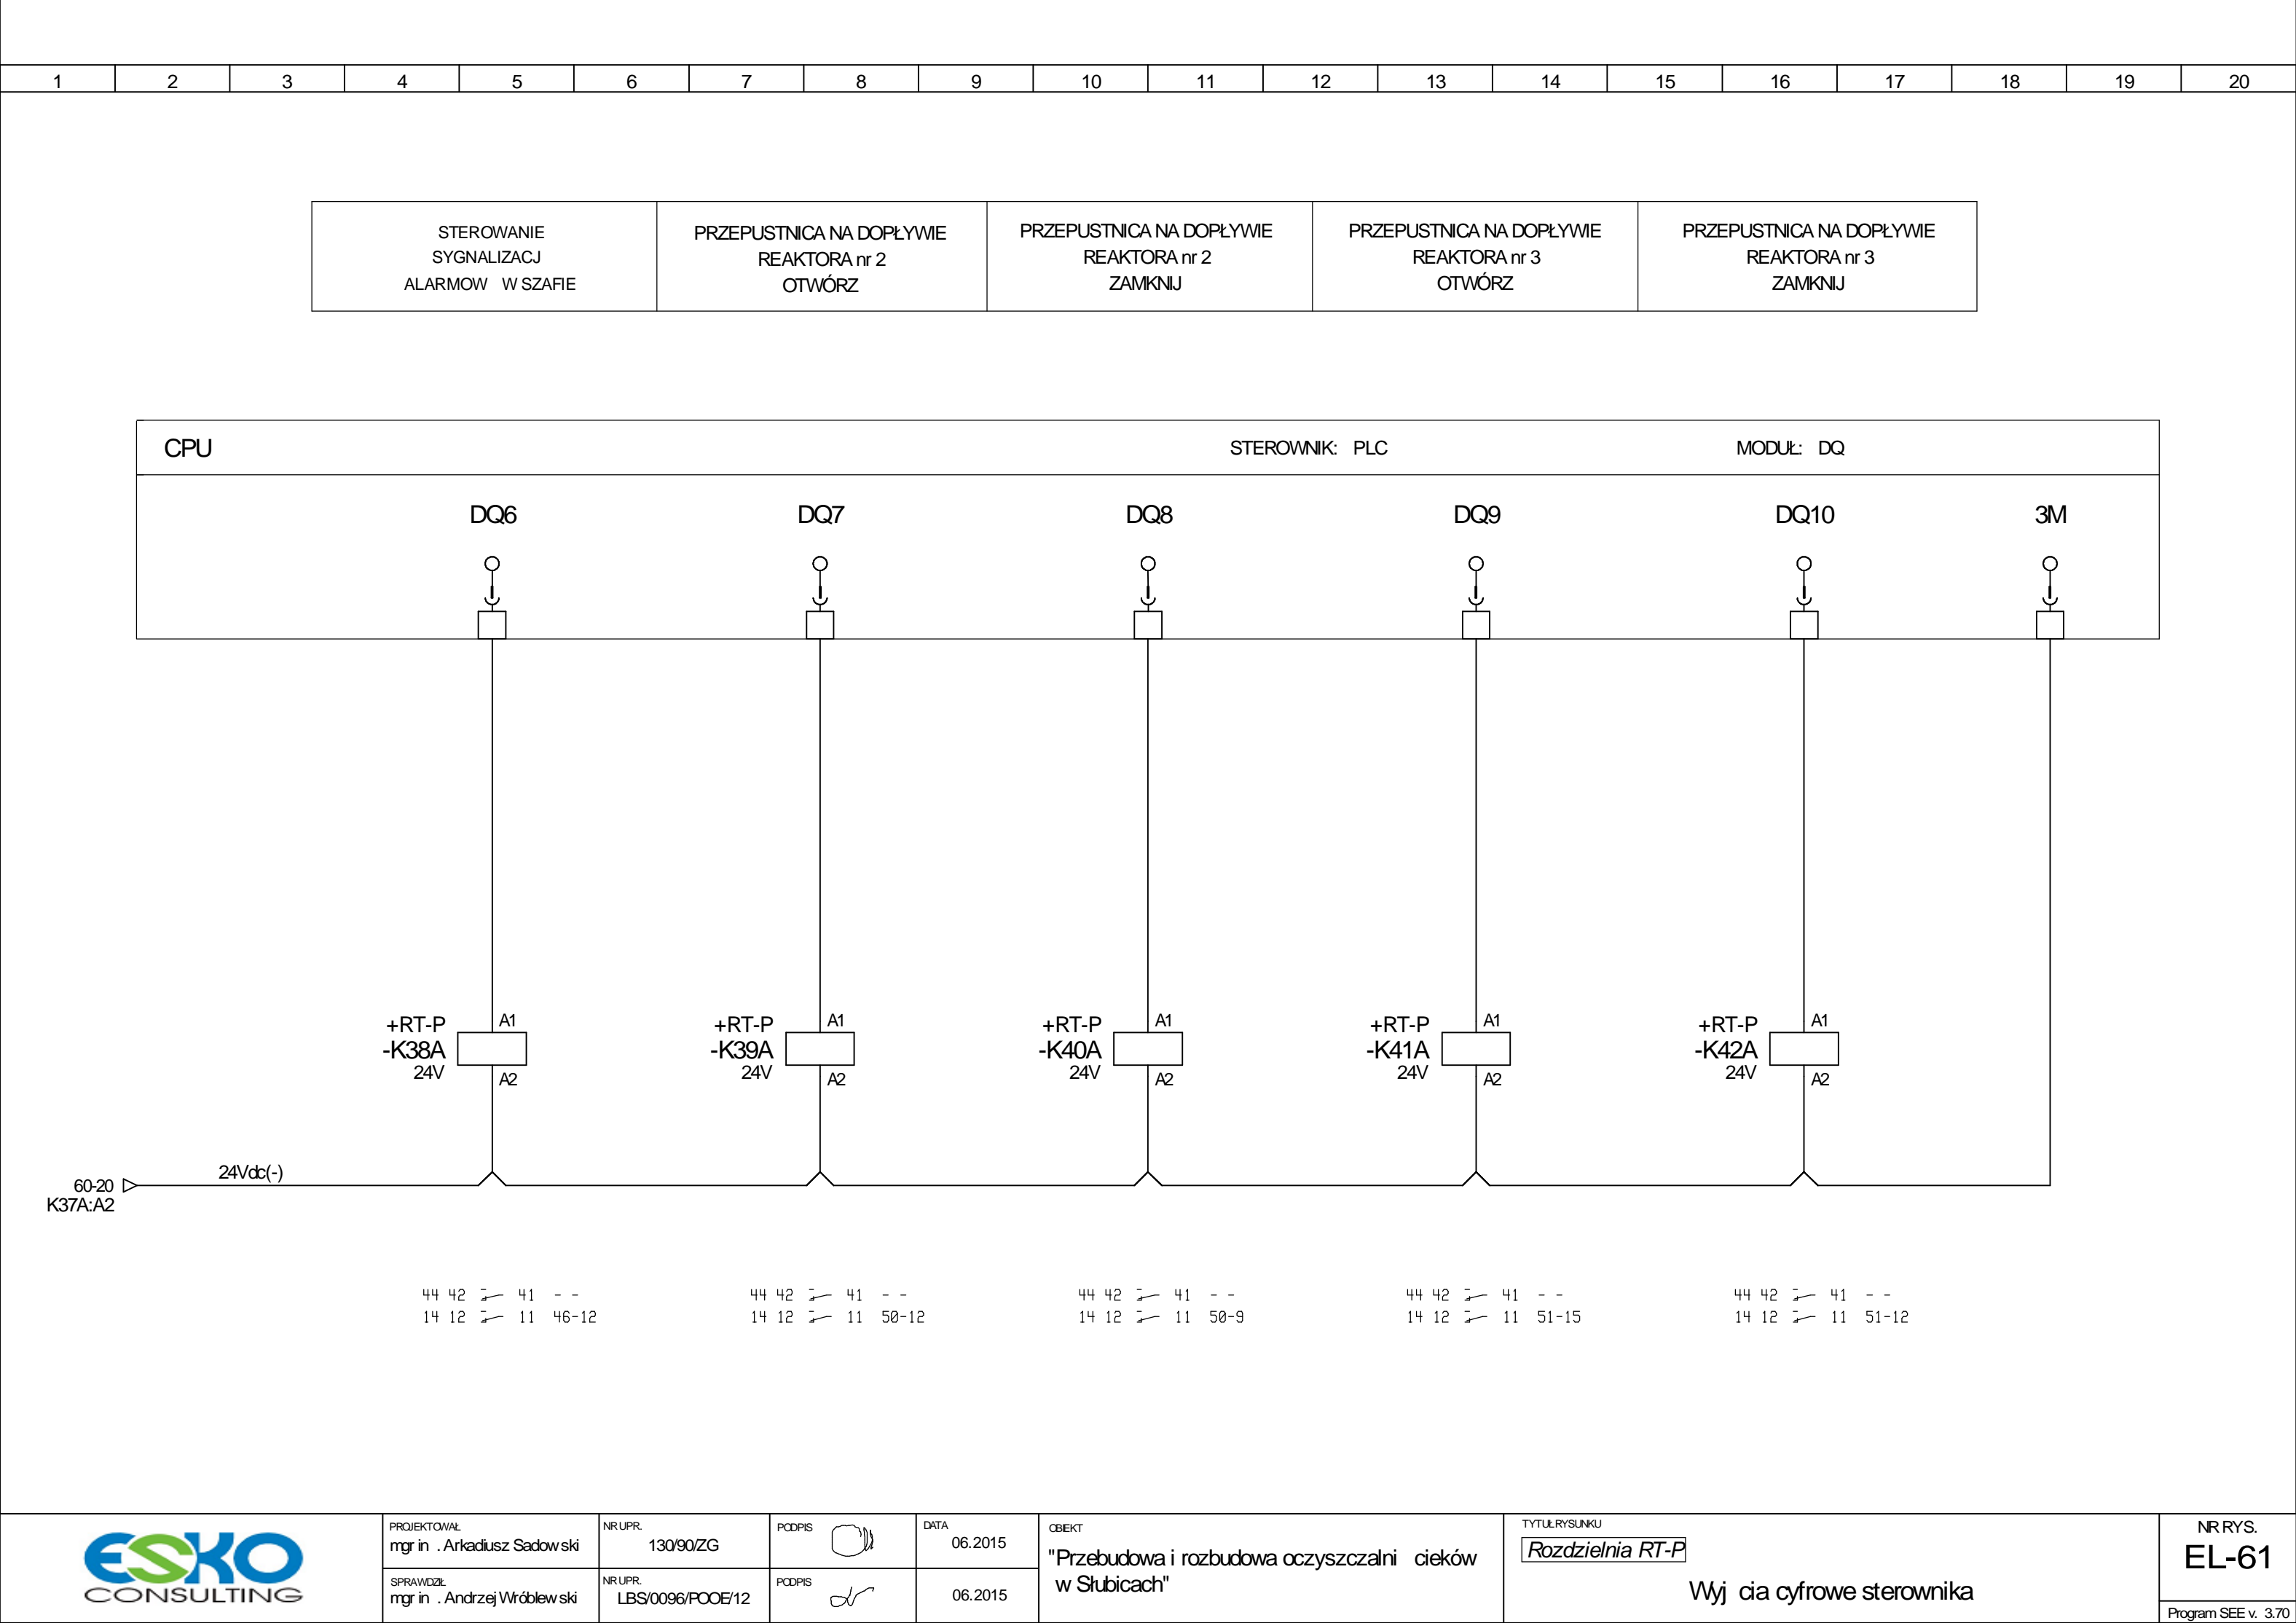 1 2 3 4 5 6 7 8 9 10 11 12 13 14 15 16 17 18 19 20
STEROWANIE
SYGNALIZACJ
ALARMOW W SZAFIE
PRZEPUSTNICA NA DOPŁYWIE
REAKTORA nr 2
OTWÓRZ
PRZEPUSTNICA NA DOPŁYWIE
REAKTORA nr 2
ZAMKNIJ
PRZEPUSTNICA NA DOPŁYWIE
REAKTORA nr 3
OTWÓRZ
PRZEPUSTNICA NA DOPŁYWIE
REAKTORA nr 3
ZAMKNIJ
CPU STEROWNIK: PLC MODUŁ: DQ
DQ6 DQ7 DQ8 DQ9 DQ10 3M
+RT-P A1
-K38A
24V A2
+RT-P A1
-K39A
24V A2
+RT-P A1
-K40A
24V A2
+RT-P A1
-K41A
24V A2
+RT-P A1
-K42A
24V A2
24Vdc(-)
60-20
K37A:A2
44 42 41 - -
14 12 11 46-12
44 42 41 - -
14 12 11 50-12
44 42 41 - -
14 12 11 50-9
44 42 41 - -
14 12 11 51-15
44 42 41 - -
14 12 11 51-12
ESKO
CONSULTING
PROJEKTOWAŁ
mgr in . Arkadiusz Sadowski
NR UPR.
130/90/ZG
PODPIS
DATA
06.2015
SPRAWDZIŁ
mgr in . Andrzej Wróblewski
NR UPR.
LBS/0096/POOE/12
PODPIS
06.2015
OBIEKT
"Przebudowa i rozbudowa oczyszczalni cieków
w Słubicach"
TYTUŁ RYSUNKU
Rozdzielnia RT-P
Wyj cia cyfrowe sterownika
NR RYS.
EL-61
Program SEE v. 3.70